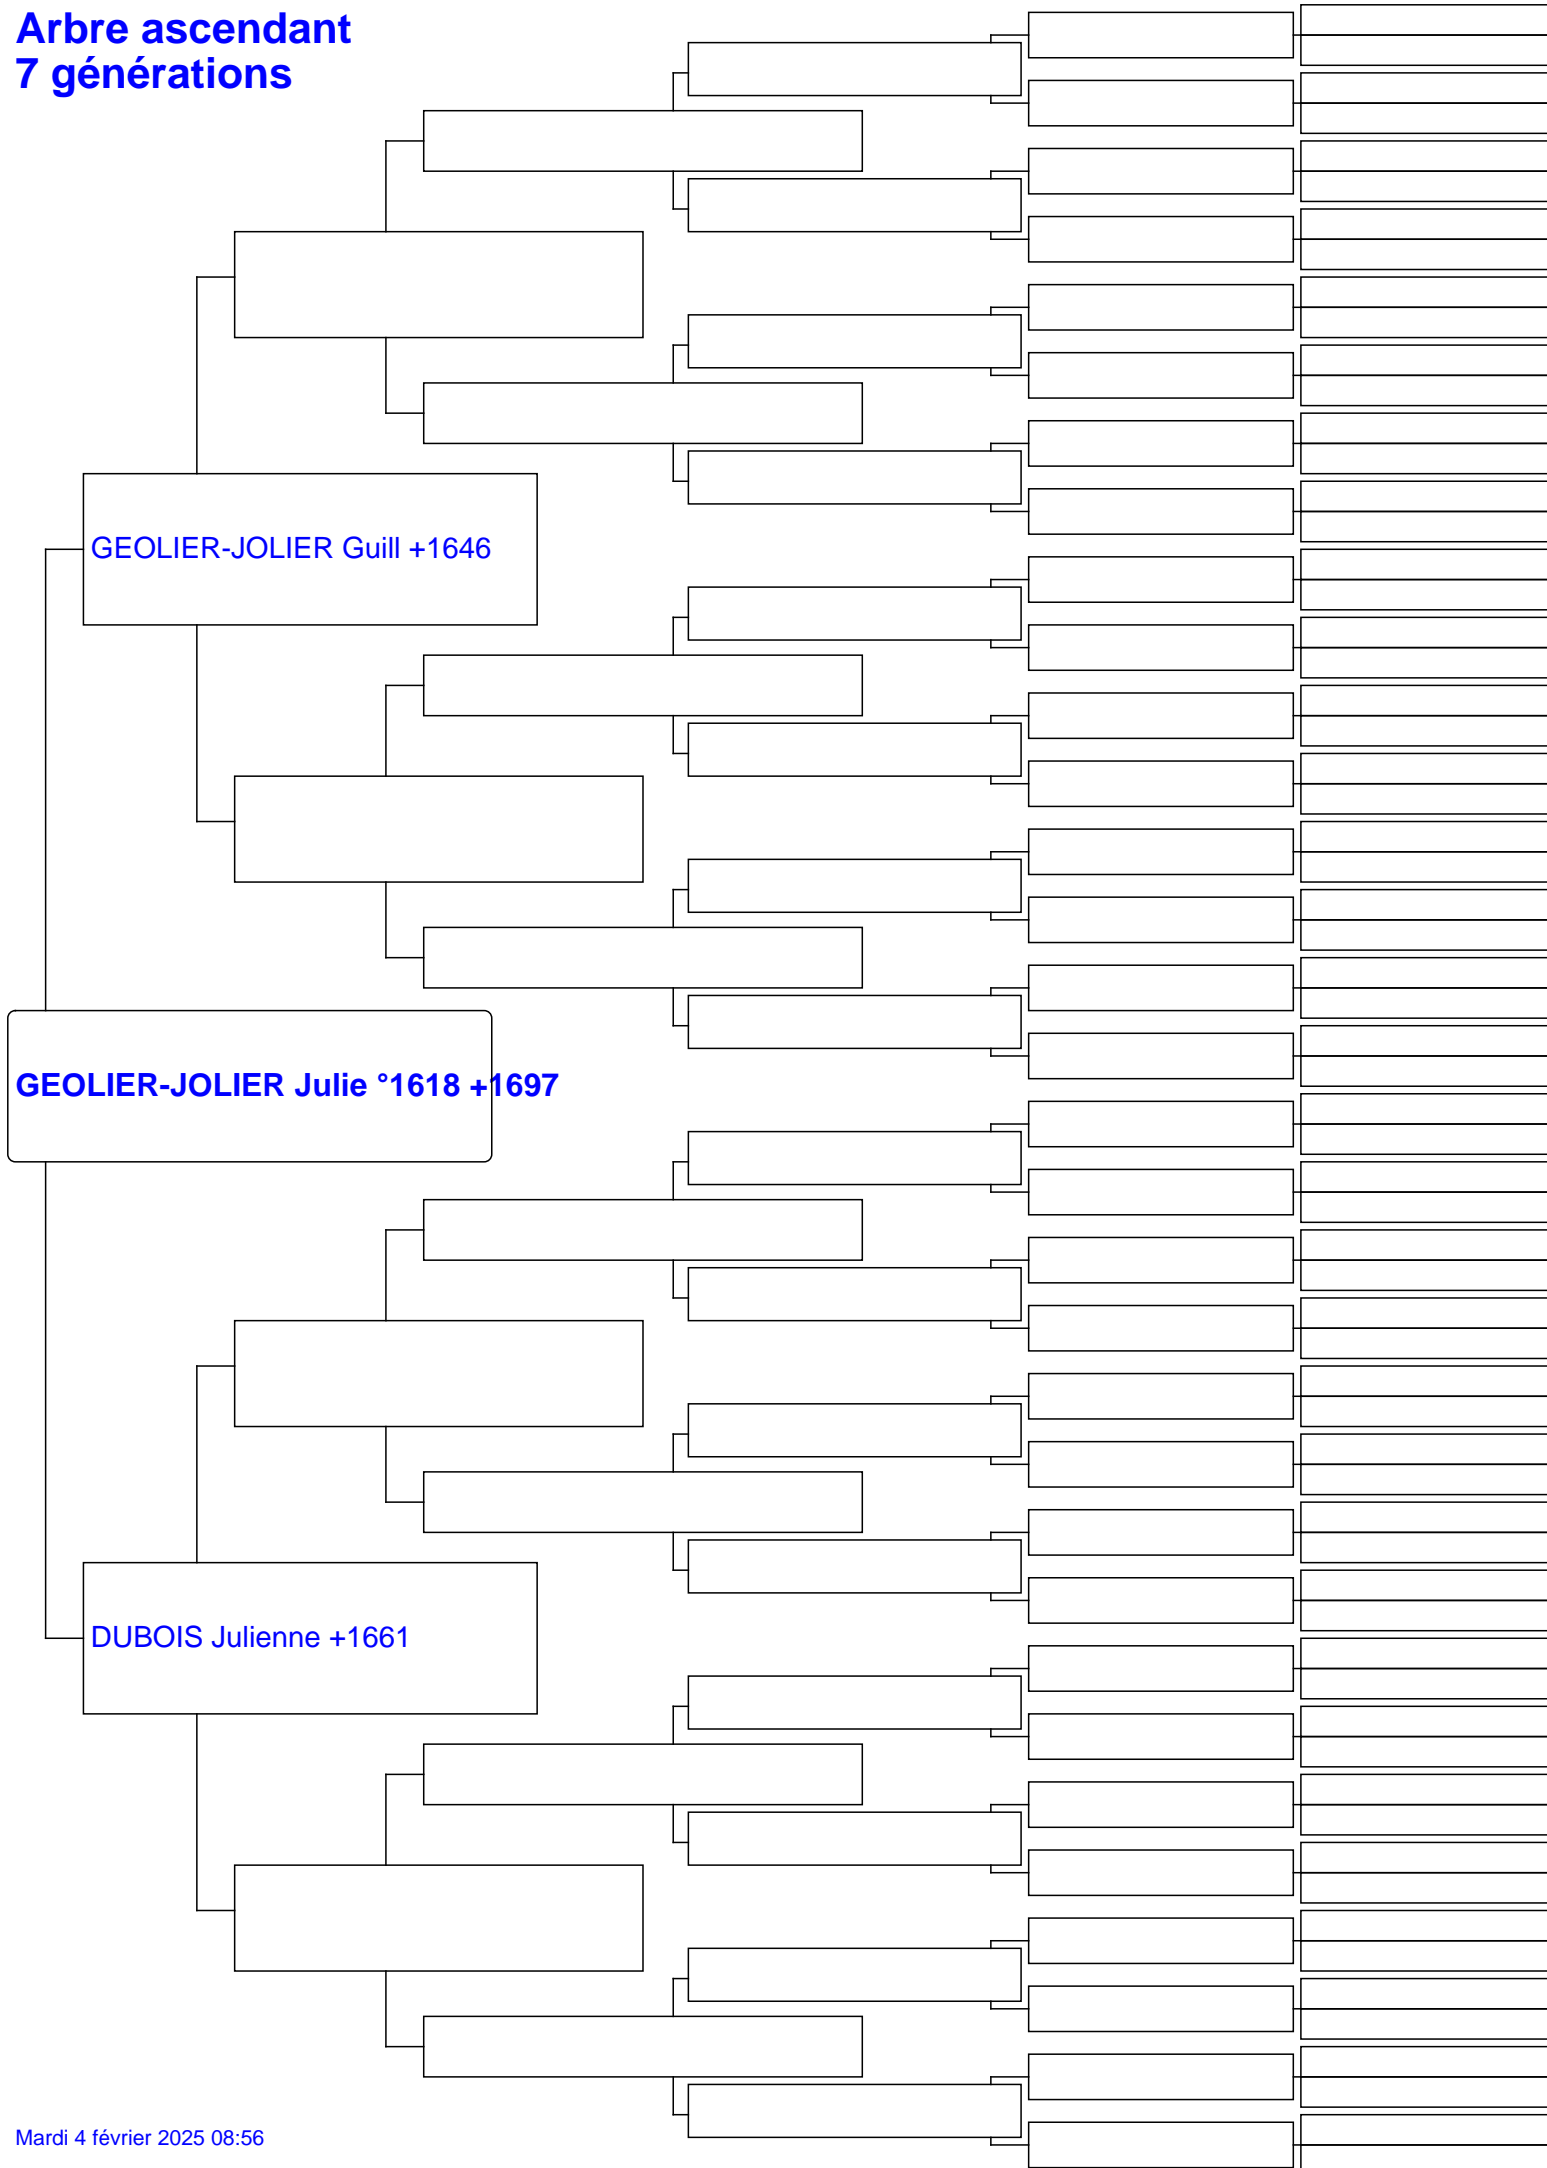 Arbre ascendant
7 générations
GEOLIER-JOLIER Guill +1646
GEOLIER-JOLIER Julie °1618 +1697
DUBOIS Julienne +1661
Mardi 4 février 2025 08:56